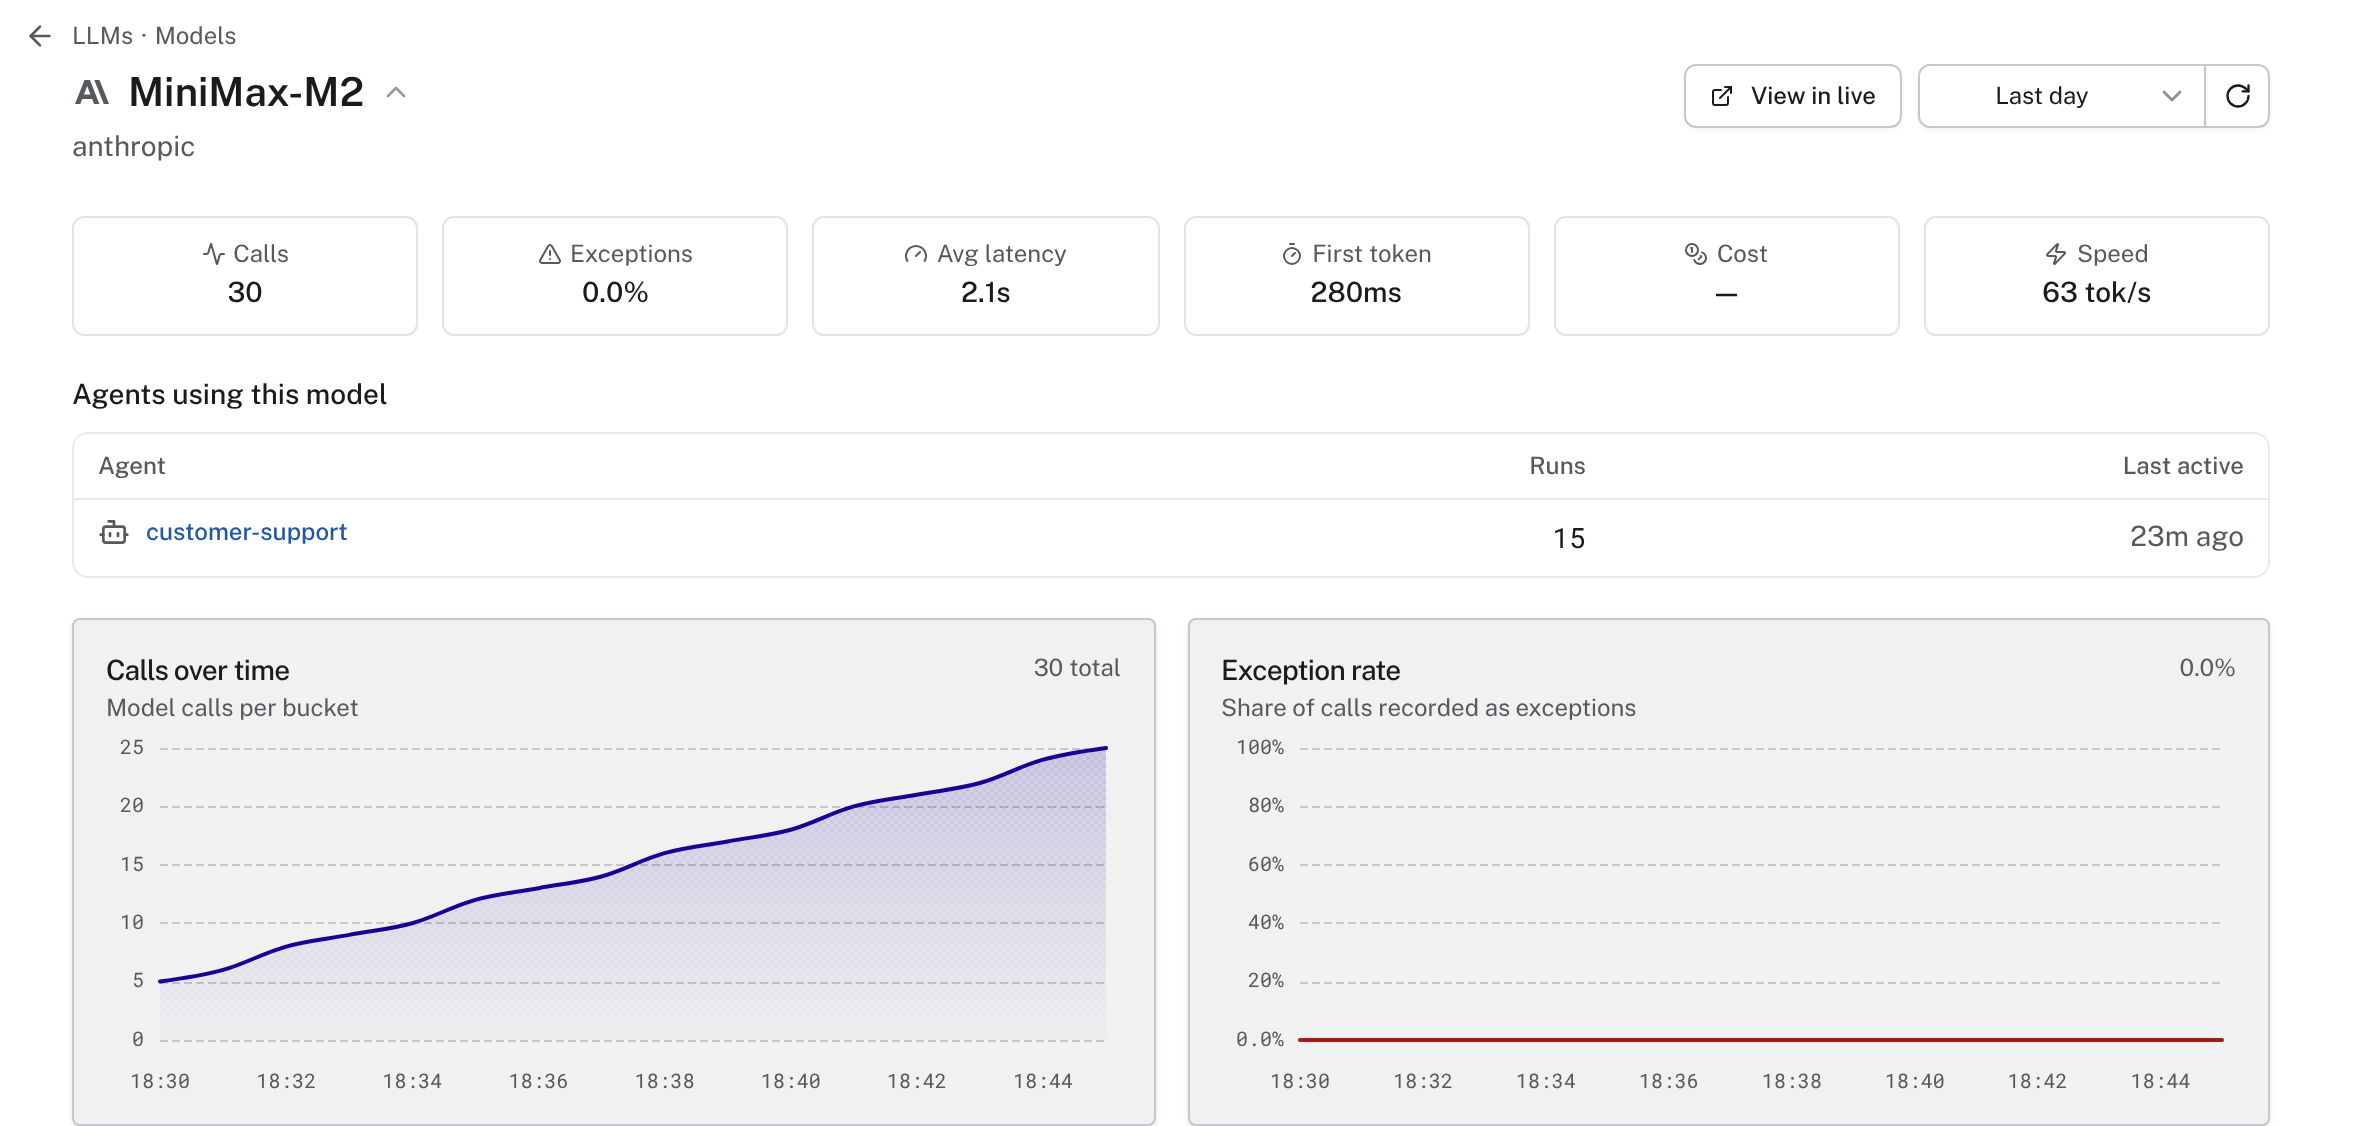 LLMs · Models
MiniMax-M2
anthropic
View in live
Last day
Calls
30
Exceptions
0.0%
Avg latency
2.1s
First token
280ms
Cost
—
Speed
63 tok/s
Agents using this model
Agent Runs Last active
customer-support 15 23m ago
Calls over time 30 total
Model calls per bucket
25
20
15
10
5
0
18:30 18:32 18:34 18:36 18:38 18:40 18:42 18:44
Exception rate 0.0%
Share of calls recorded as exceptions
100%
80%
60%
40%
20%
0.0%
18:30 18:32 18:34 18:36 18:38 18:40 18:42 18:44